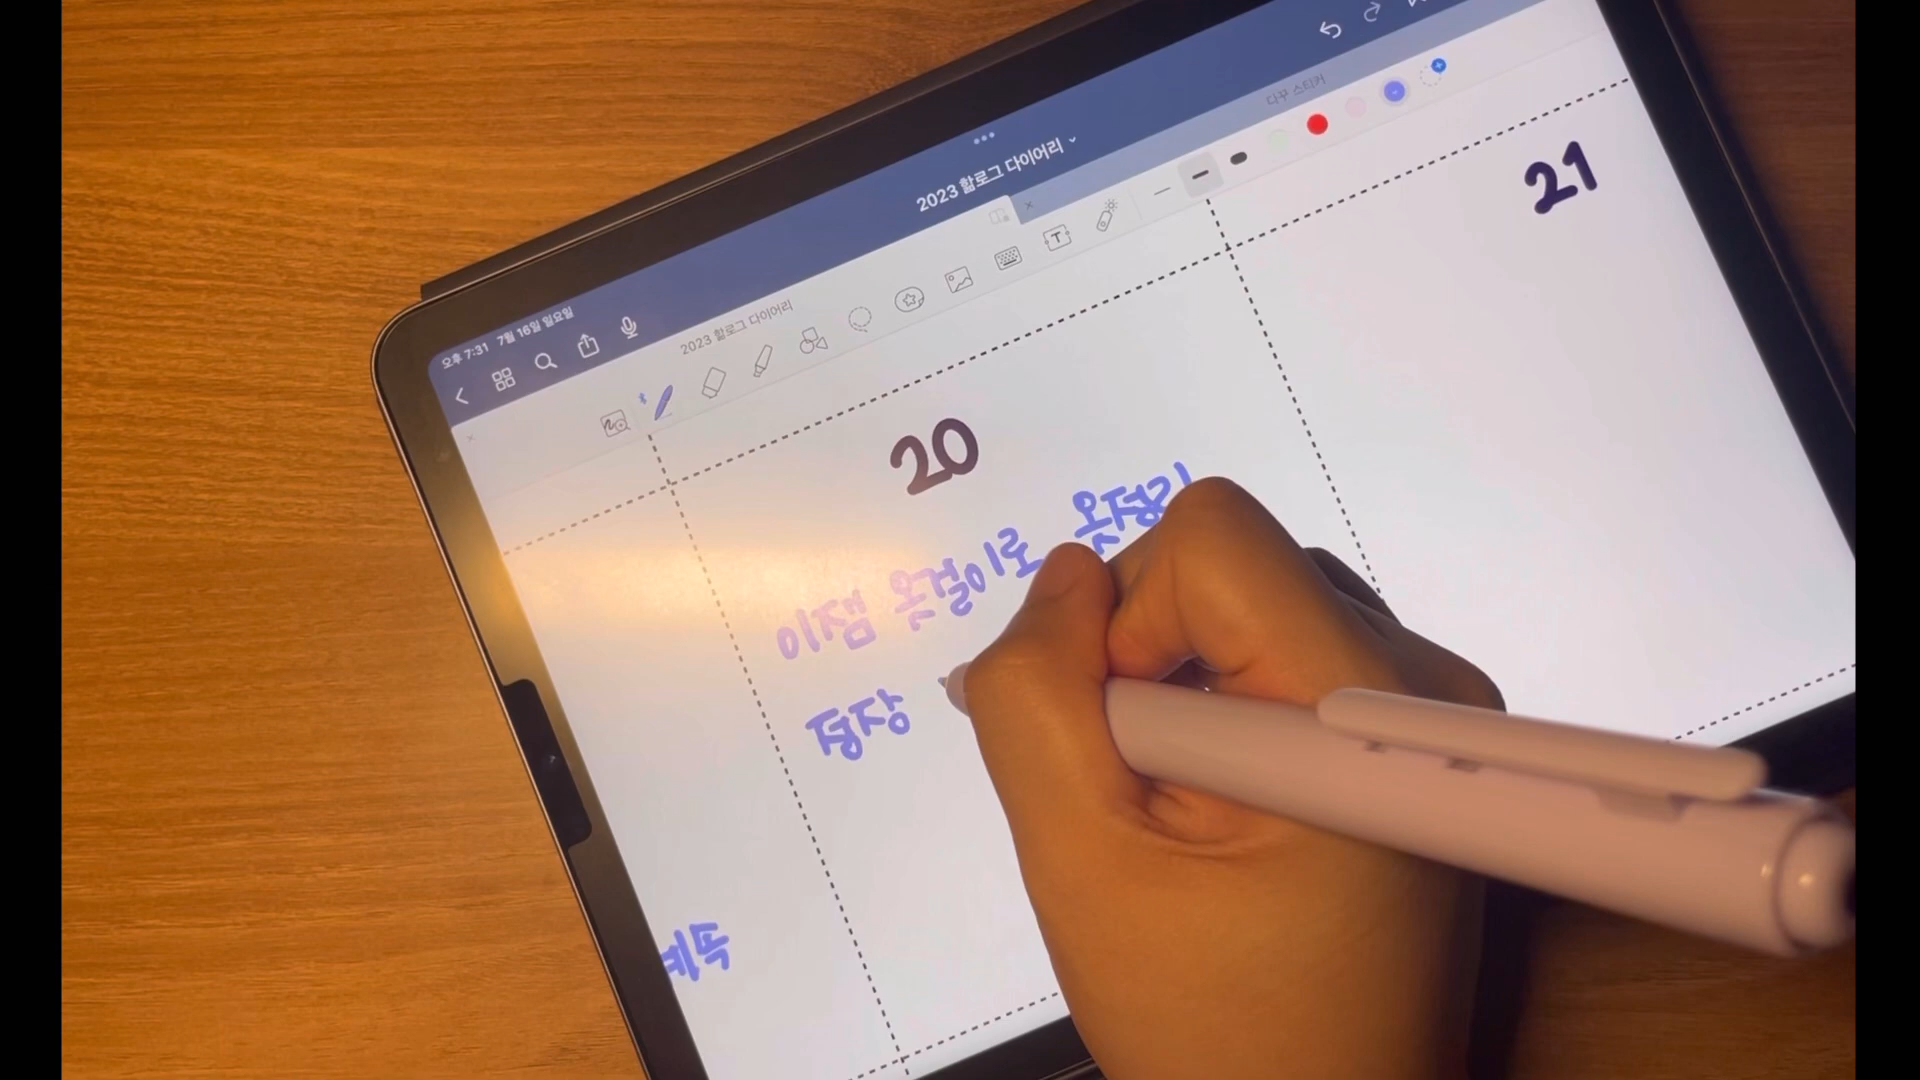 오후 7:31 7월 16일 일요일
2023 할로그 다이어리
2023 할로그 다이어리
다꾸 스티커
20
21
이젬 옷걸이로 옷정리
정장
계뚝